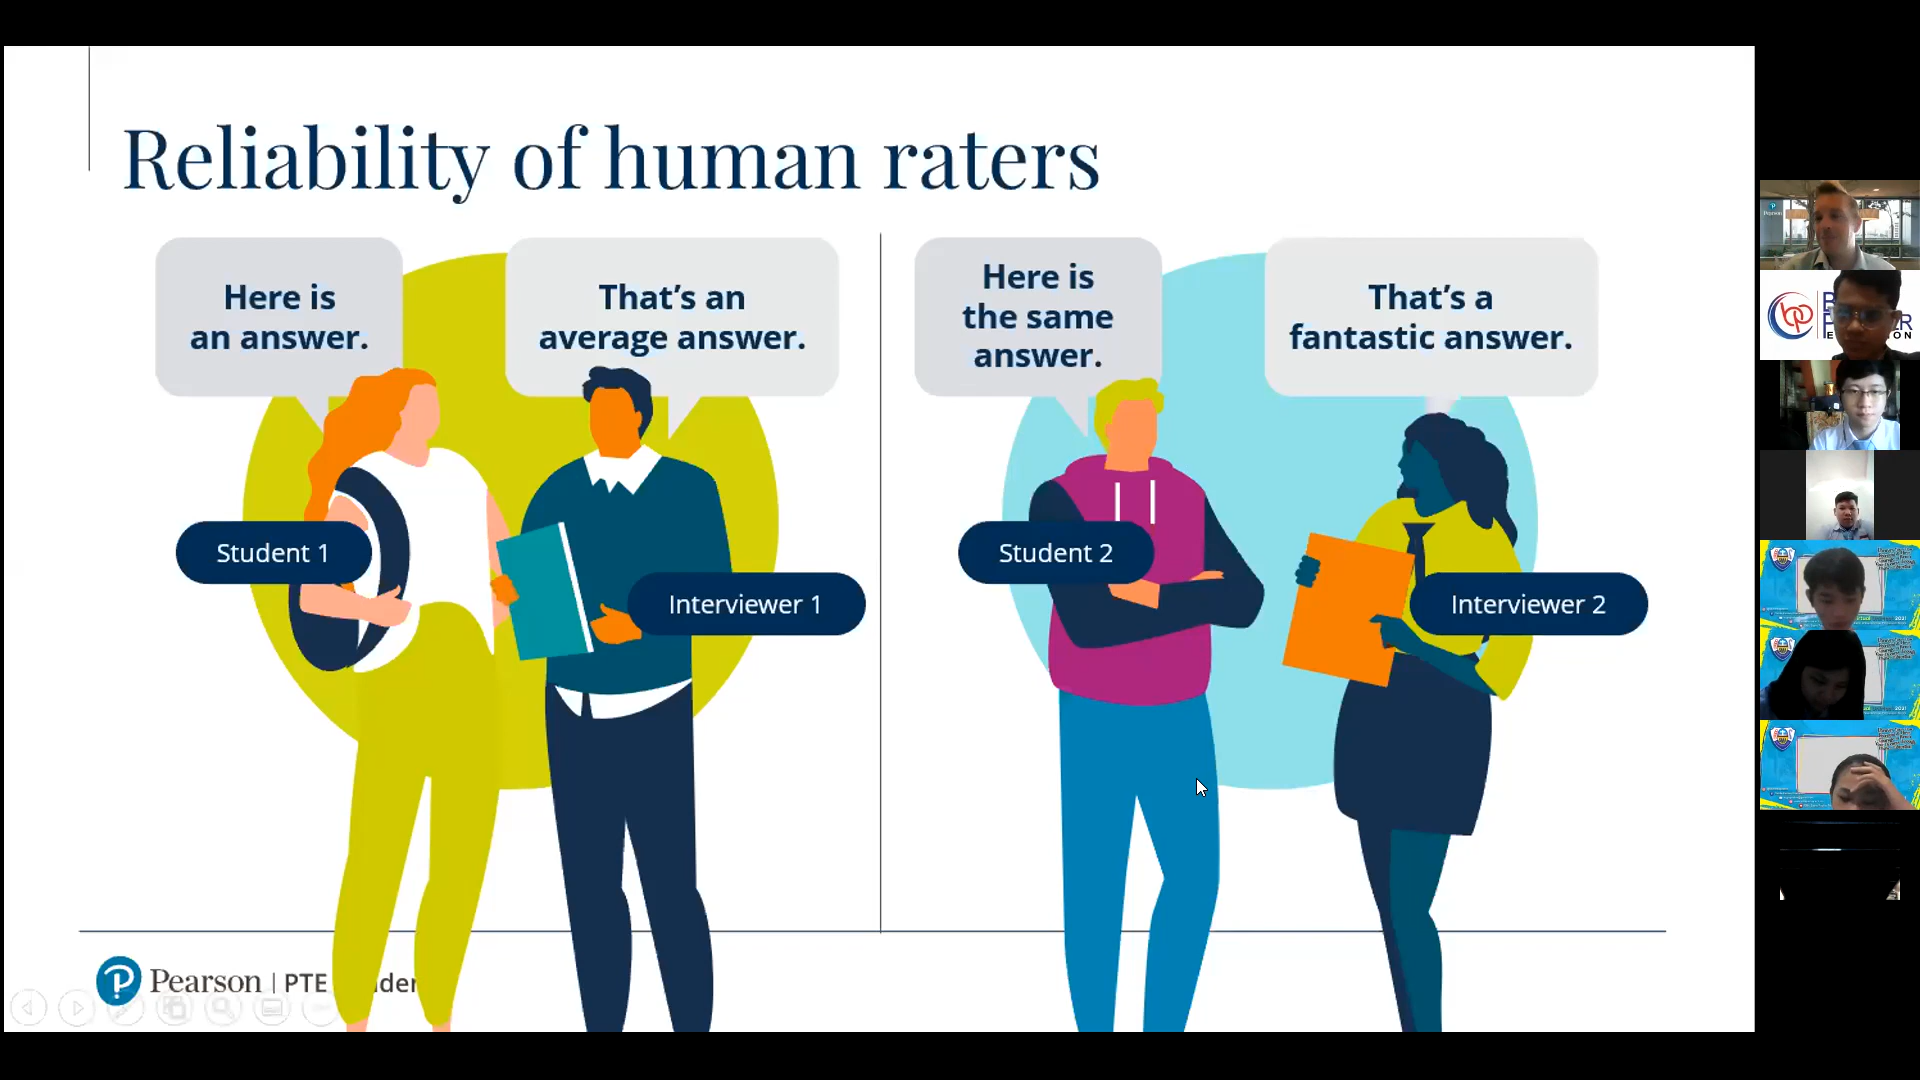 Reliability of human raters
Here is
an answer.
That's an
average answer.
Student 1
Interviewer 1
Here is
the same
answer.
That's a
fantastic answer.
Student 2
Interviewer 2
Pearson | PTE
Pearson